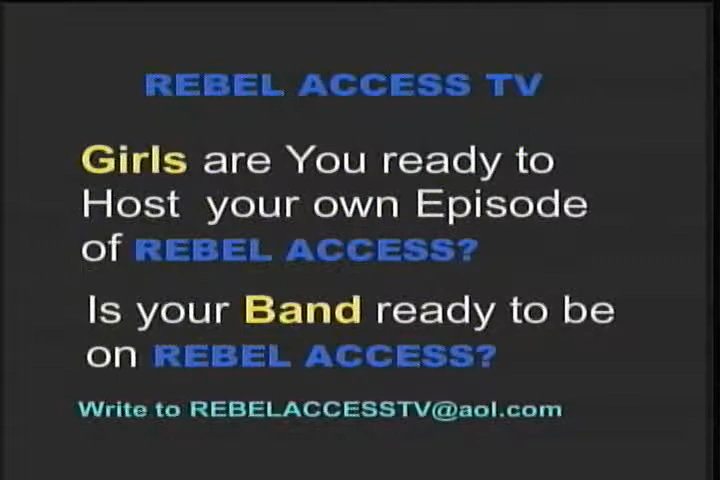 REBEL ACCESS TV
Girls are You ready to
Host your own Episode
of REBEL ACCESS?
Is your Band ready to be
on REBEL ACCESS?
Write to REBELACCESSTV@aol.com